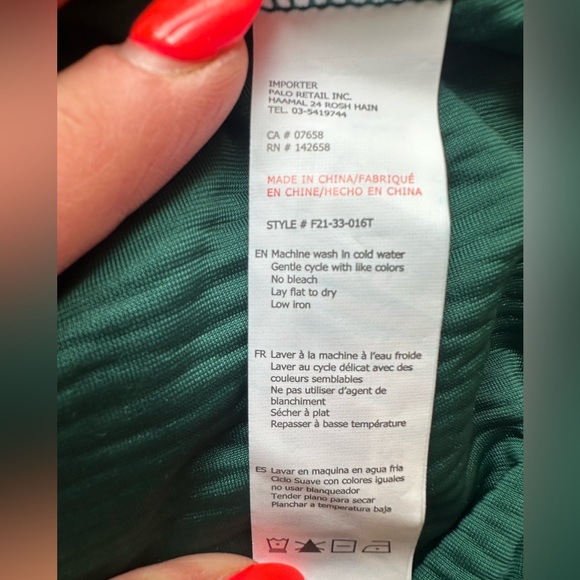 IMPORTER
PALO RETAIL INC.
HAAMAL 24 ROSH HAIN
TEL. 03-5419744
CA # 07658
RN # 142658
MADE IN CHINA/FABRIQUÉ
EN CHINE/HECHO EN CHINA
STYLE # F21-33-016T
EN Machine wash in cold water
Gentle cycle with like colors
No bleach
Lay flat to dry
Low iron
FR Laver à la machine à l'eau froide
Laver au cycle délicat avec des
couleurs semblables
Ne pas utiliser d'agent de
blanchiment
Sécher à plat
Repasser à basse température
ES Lavar en maquina en agua fria
Ciclo Suave con colores iguales
no usar blanqueador
Tender plano para secar
Planchar a temperatura baja